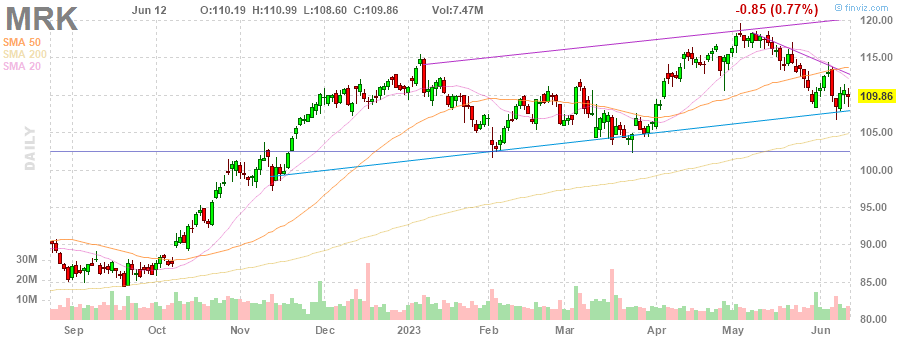 MRK Jun 12 O:110.19 H:110.99 L:108.60 C:109.86 Vol:7.47M -0.85 (0.77%) © finviz.com
SMA 50
SMA 200
SMA 20
DAILY
120.00
115.00
110.00
109.86
105.00
100.00
95.00
90.00
85.00
80.00
30M
20M
10M
Sep Oct Nov Dec 2023 Feb Mar Apr May Jun